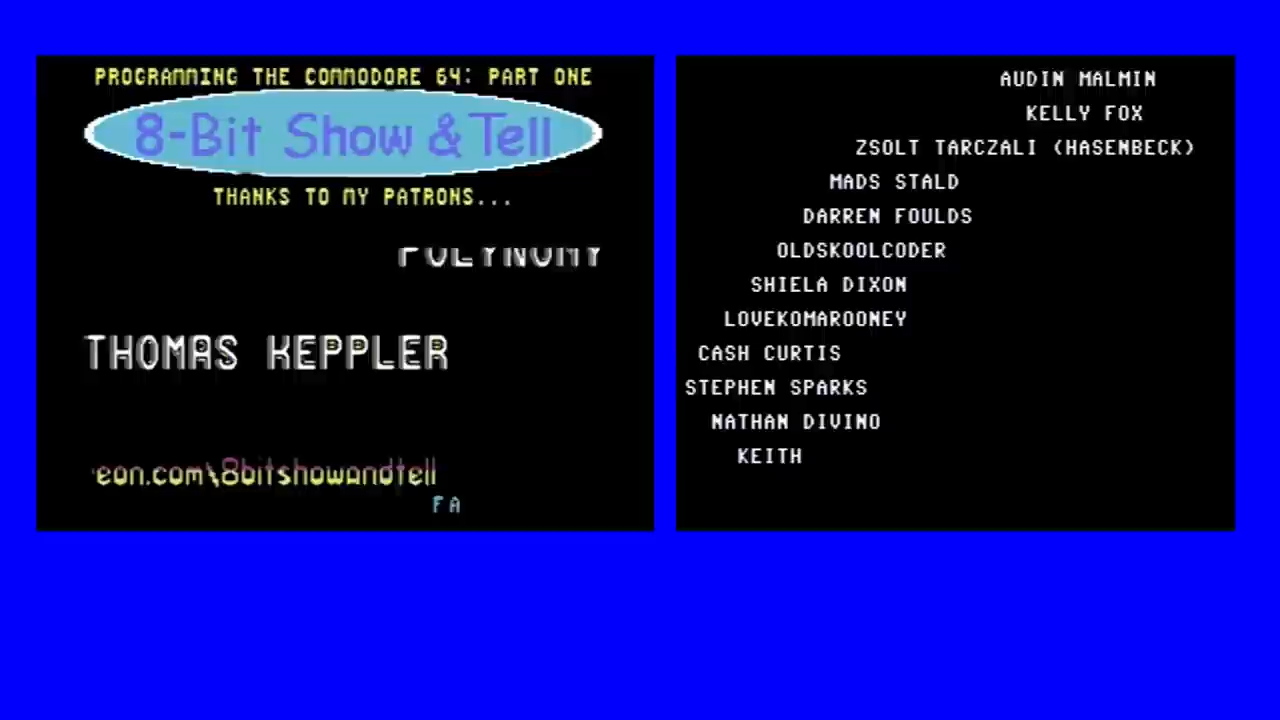 PROGRAMMING THE COMMODORE 64: PART ONE
8-Bit Show & Tell
THANKS TO MY PATRONS...
POLYNOMY
THOMAS KEPPLER
eon.com\8bitshowandtell
FA
AUDIN MALMIN
KELLY FOX
ZSOLT TARCZALI (HASENBECK)
MADS STALD
DARREN FOULDS
OLDSKOOLCODER
SHIELA DIXON
LOVEKOMAROONEY
CASH CURTIS
STEPHEN SPARKS
NATHAN DIVINO
KEITH